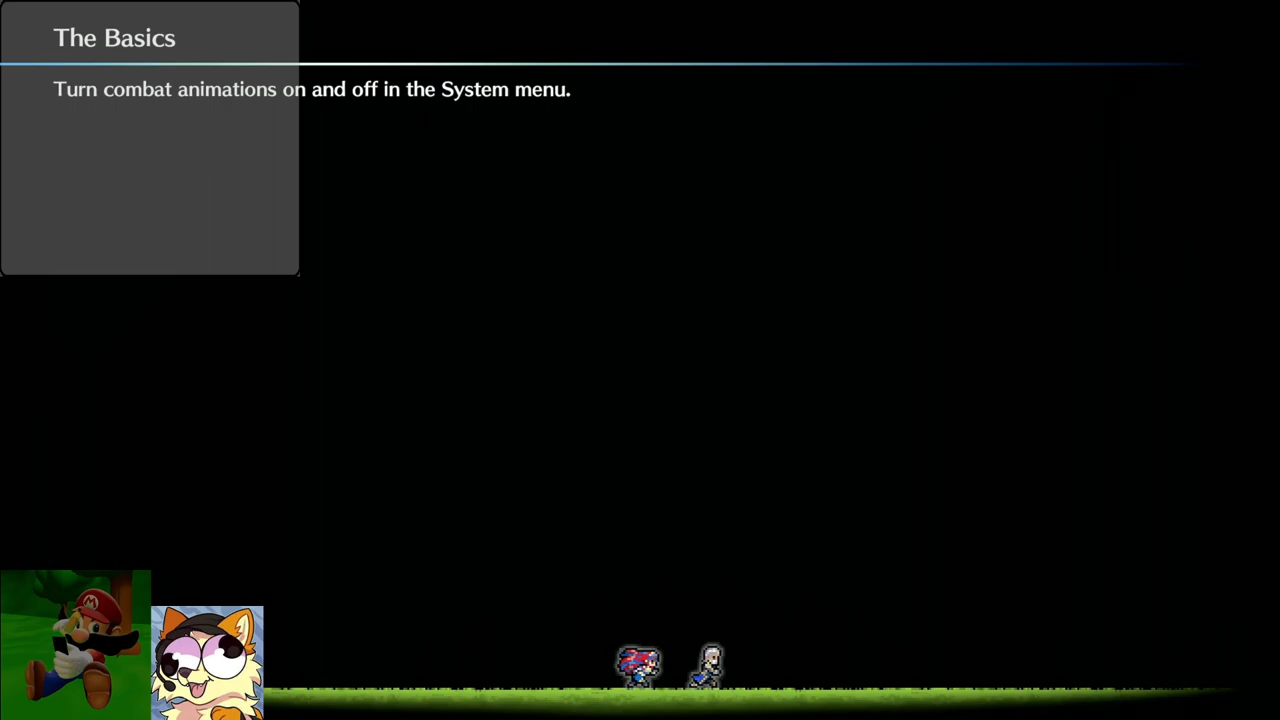 The Basics
Turn combat animations on and off in the System menu.
M